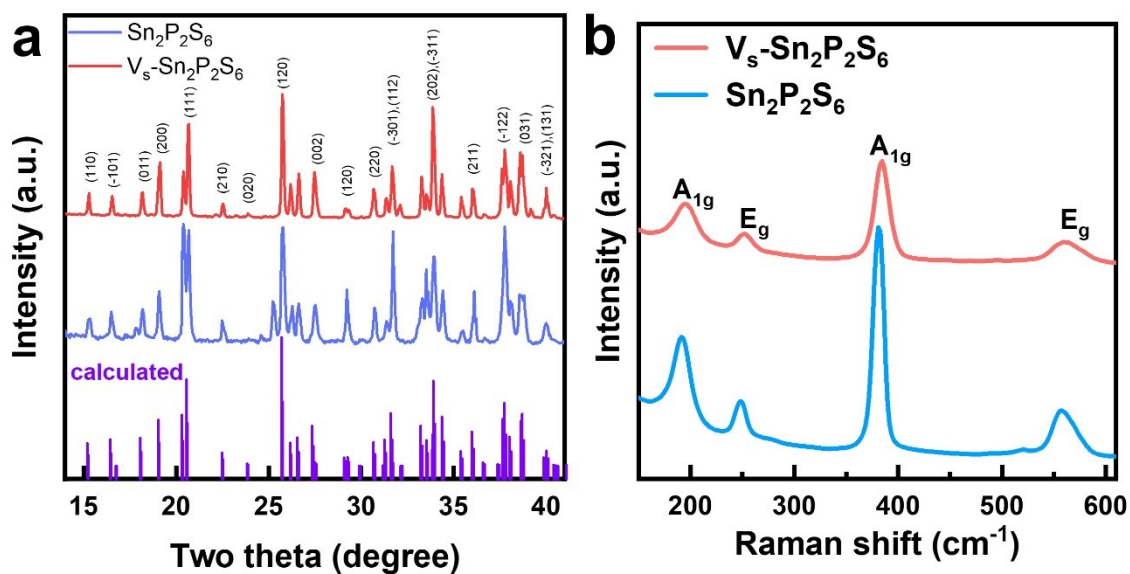 a
Sn₂P₂S₆
Vₛ-Sn₂P₂S₆
(110)
(-101)
(011)
(200)
(111)
(210)
(020)
(120)
(002)
(120)
(220)
(-301),(112)
(202),(-311)
(211)
(-122)
(031)
(-321),(131)
calculated
Intensity (a.u.)
15 20 25 30 35 40
Two theta (degree)
b
Vₛ-Sn₂P₂S₆
Sn₂P₂S₆
A₁g
E_g
A₁g
E_g
Intensity (a.u.)
200 300 400 500 600
Raman shift (cm⁻¹)